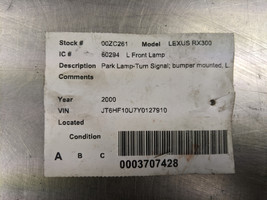 Stock # 00ZC261 Model LEXUS RX300
IC # 60294 L Front Lamp
Description Park Lamp-Turn Signal; bumper mounted, L
Comments
Year 2000
VIN JT6HF10U7Y0127910
Located
Condition
A B C 0003707428